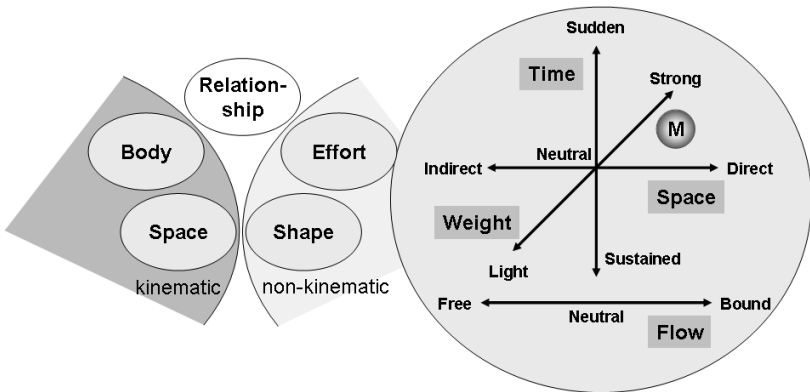 Relation-
ship
Body
Effort
Space
Shape
kinematic
non-kinematic
Sudden
Time
Strong
M
Neutral
Indirect
Direct
Space
Weight
Sustained
Light
Free
Neutral
Bound
Flow